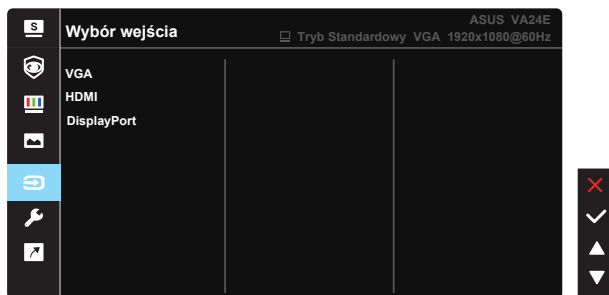 S
Wybór wejścia
ASUS VA24E
Tryb Standardowy VGA 1920x1080@60Hz
VGA
HDMI
DisplayPort